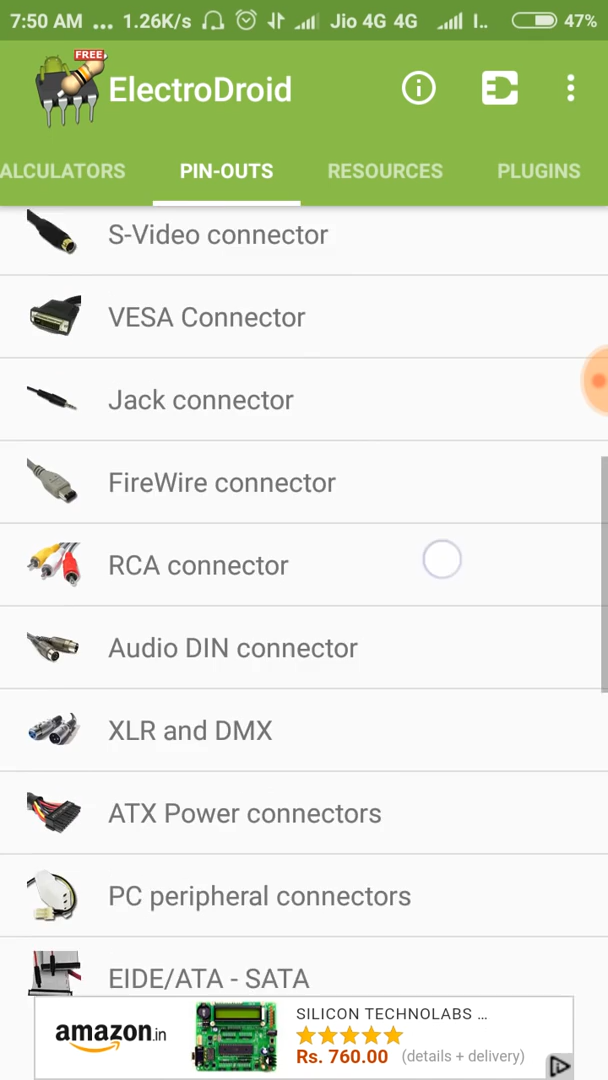 7:50 AM ... 1.26K/s Jio 4G 4G I.. 47%
FREE
ElectroDroid
ALCULATORS PIN-OUTS RESOURCES PLUGINS
S-Video connector
VESA Connector
Jack connector
FireWire connector
RCA connector
Audio DIN connector
XLR and DMX
ATX Power connectors
PC peripheral connectors
EIDE/ATA - SATA
amazon.in
SILICON TECHNOLABS ...
Rs. 760.00 (details + delivery)